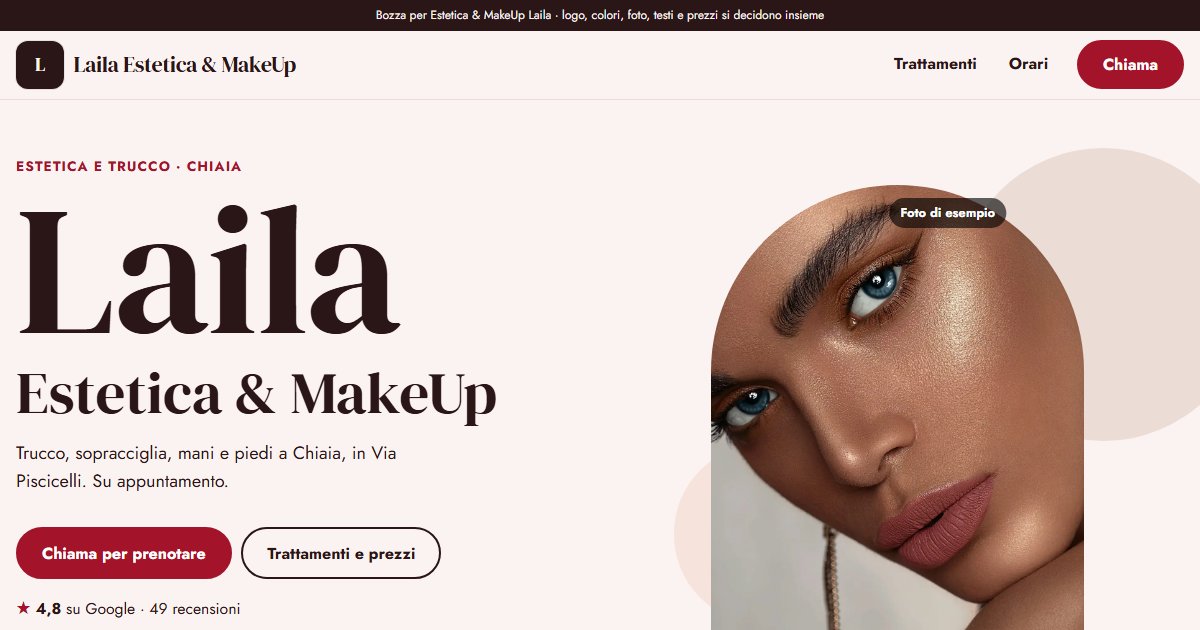 Bozza per Estetica & MakeUp Laila · logo, colori, foto, testi e prezzi si decidono insieme
L
Laila Estetica & MakeUp
Trattamenti
Orari
Chiama
ESTETICA E TRUCCO · CHIAIA
Laila
Estetica & MakeUp
Trucco, sopracciglia, mani e piedi a Chiaia, in Via
Piscicelli. Su appuntamento.
Chiama per prenotare
Trattamenti e prezzi
★ 4,8 su Google · 49 recensioni
Foto di esempio